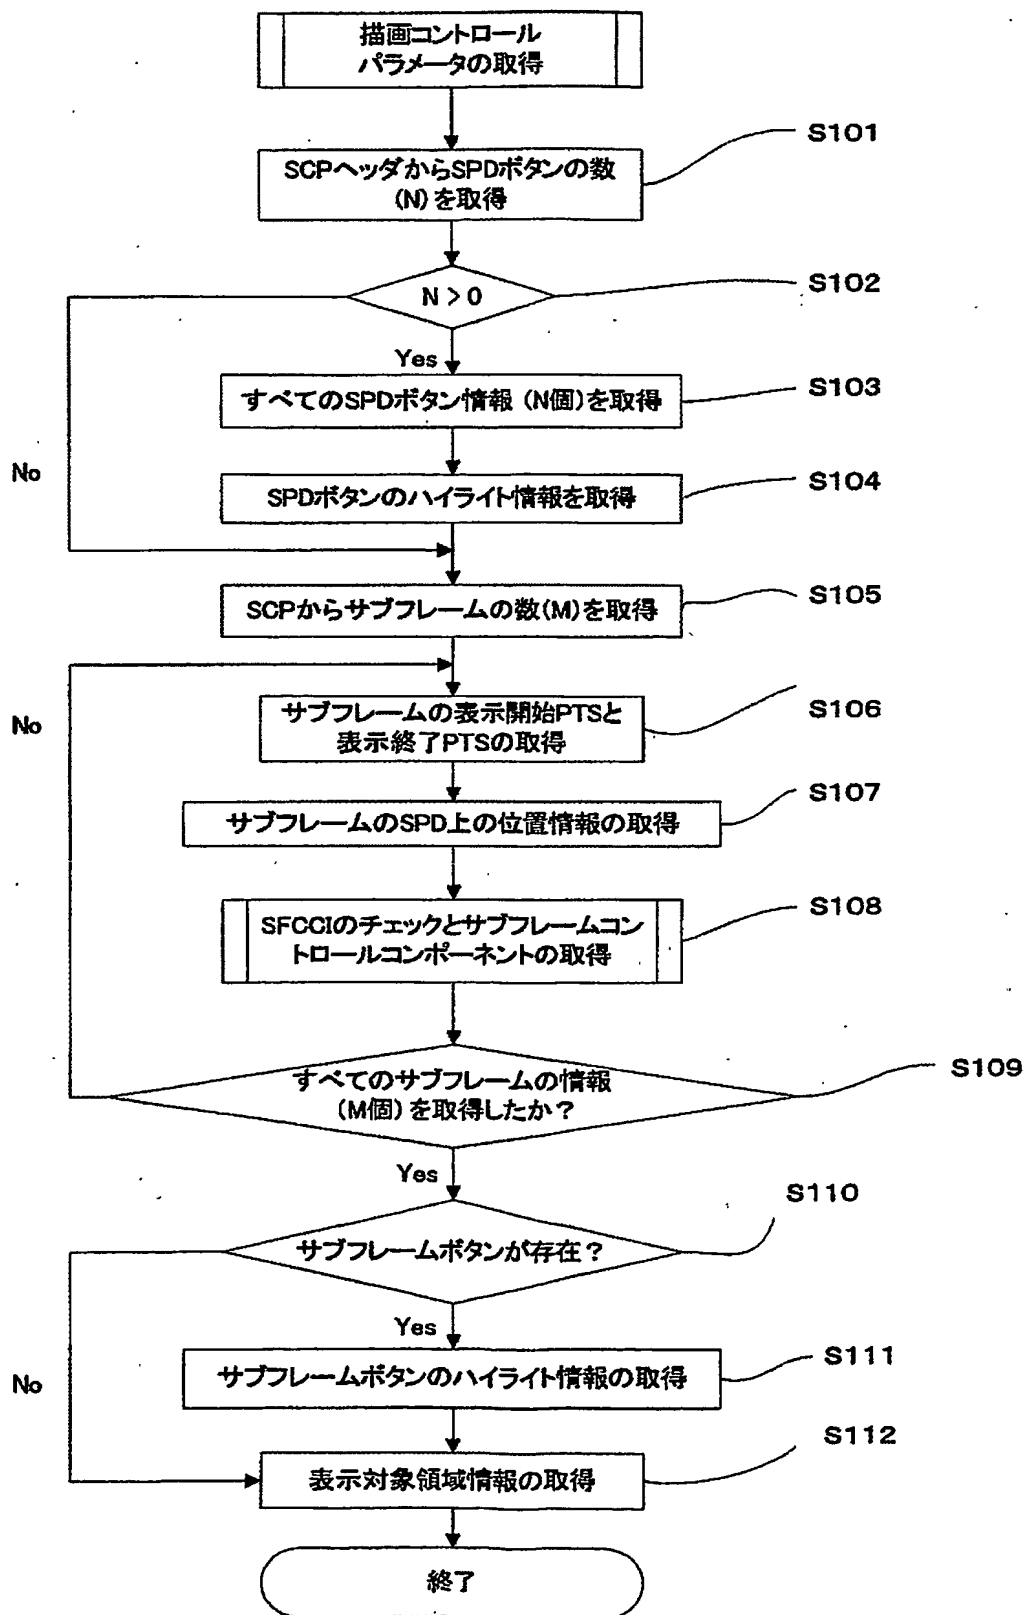 描画コントロール
パラメータの取得
S101
SCPヘッダからSPDボタンの数
(N)を取得
S102
N > 0
Yes
S103
すべてのSPDボタン情報（N個）を取得
No
S104
SPDボタンのハイライト情報を取得
S105
SCPからサブフレームの数(M)を取得
No
S106
サブフレームの表示開始PTSと
表示終了PTSの取得
S107
サブフレームのSPD上の位置情報の取得
S108
SFCCIのチェックとサブフレームコン
トロールコンポーネントの取得
S109
すべてのサブフレームの情報
（M個）を取得したか？
Yes
S110
サブフレームボタンが存在？
Yes
S111
サブフレームボタンのハイライト情報の取得
No
S112
表示対象領域情報の取得
終了